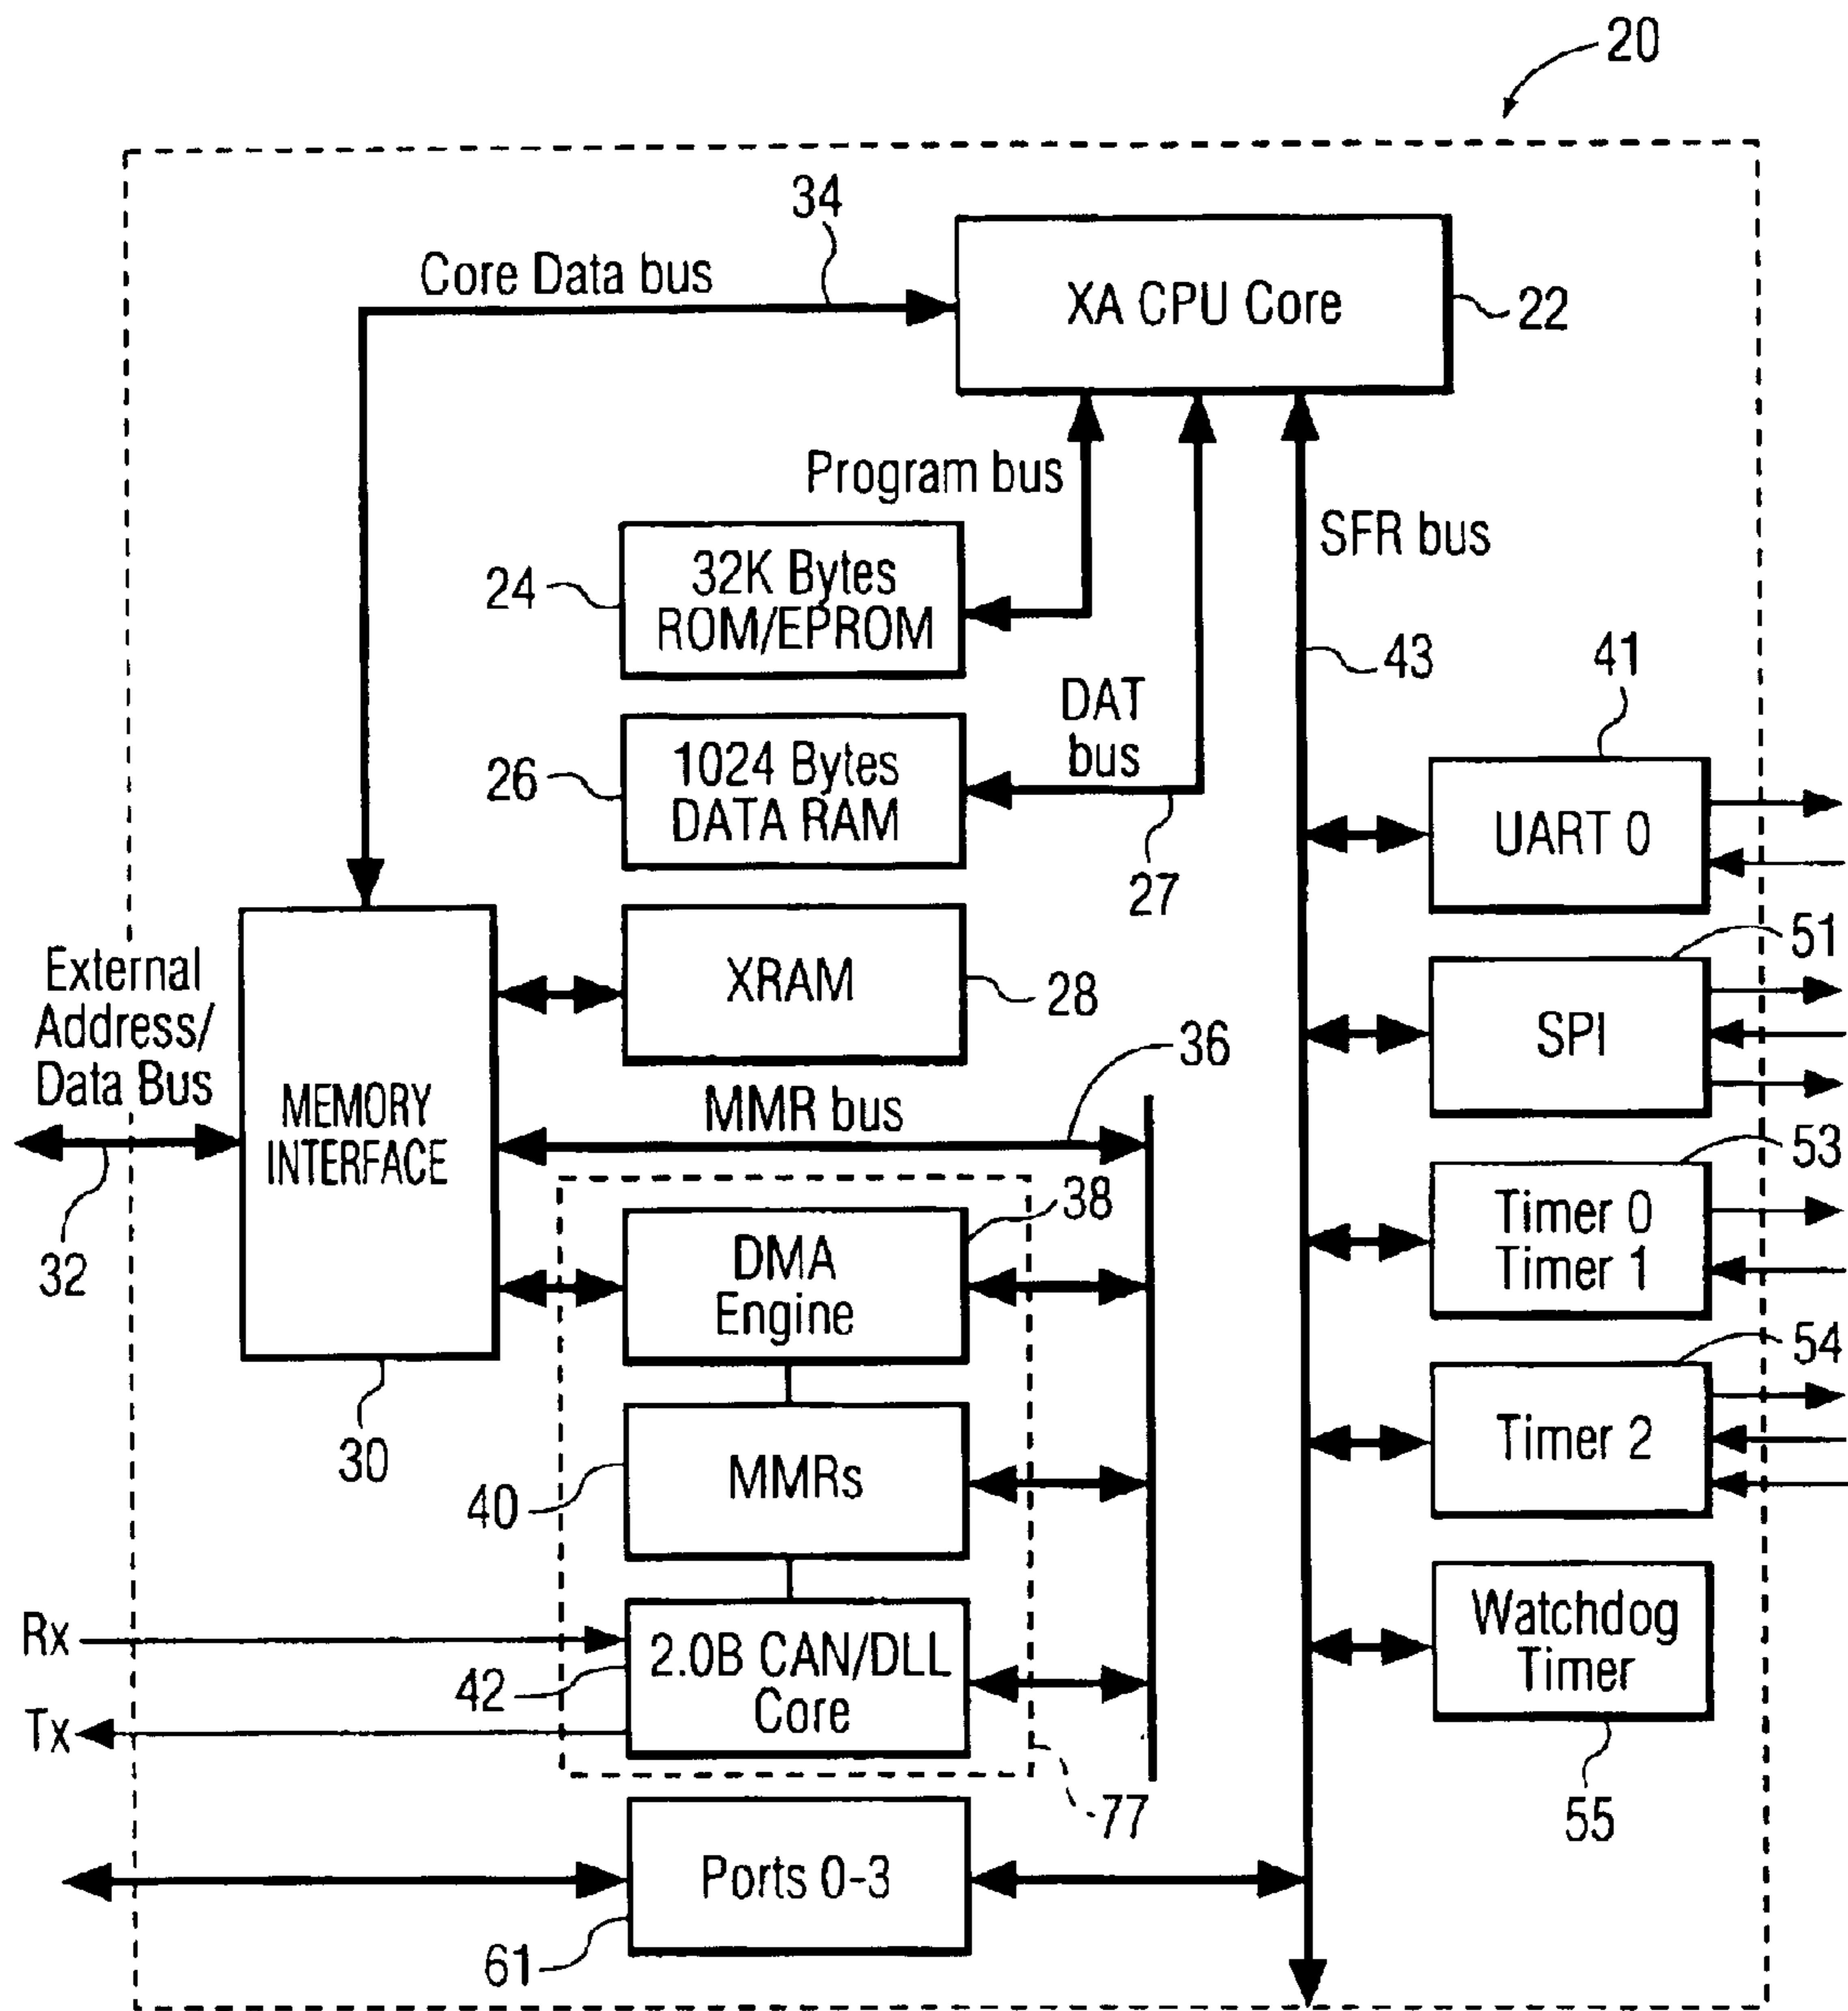 20
34
Core Data bus
XA CPU Core
22
Program bus
SFR bus
24
32K Bytes
ROM/EPROM
43
41
DAT
bus
26
1024 Bytes
DATA RAM
UART 0
27
External
Address/
Data Bus
XRAM
28
51
SPI
36
MEMORY
INTERFACE
MMR bus
53
38
32
DMA
Engine
Timer 0
Timer 1
54
30
40
MMRs
Timer 2
Rx
42
2.0B CAN/DLL
Core
Watchdog
Timer
Tx
77
55
Ports 0-3
61